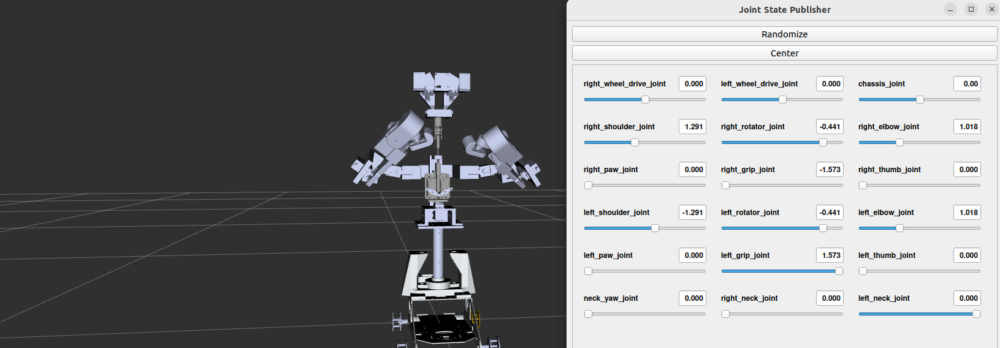 Joint State Publisher
Randomize
Center
right_wheel_drive_joint 0.000 left_wheel_drive_joint 0.000 chassis_joint 0.00
right_shoulder_joint 1.291 right_rotator_joint -0.441 right_elbow_joint 1.018
right_paw_joint 0.000 right_grip_joint -1.573 right_thumb_joint 0.000
left_shoulder_joint -1.291 left_rotator_joint -0.441 left_elbow_joint 1.018
left_paw_joint 0.000 left_grip_joint 1.573 left_thumb_joint 0.000
neck_yaw_joint 0.000 right_neck_joint 0.000 left_neck_joint 0.000